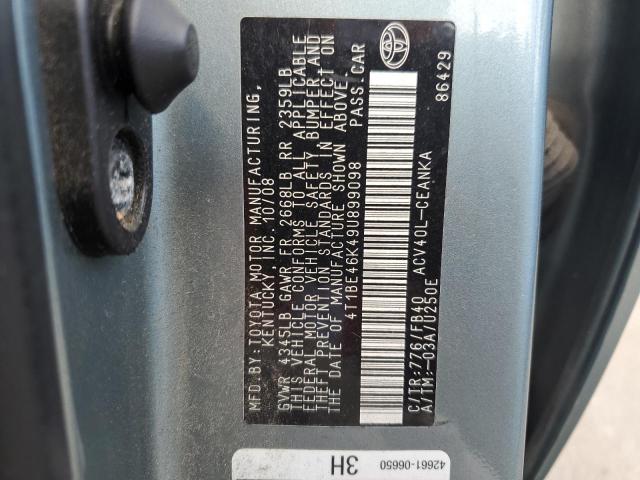 MFD.BY:TOYOTA MOTOR MANUFACTURING,
KENTUCKY, INC. 10/08
GVWR 4345LB GAWR FR 2668LB RR 2359LB
THIS VEHICLE CONFORMS TO ALL APPLICABLE
FEDERAL MOTOR VEHICLE SAFETY, BUMPER AND
THEFT PREVENTION STANDARDS IN EFFECT ON
THE DATE OF MANUFACTURE SHOWN ABOVE.
4T1BE46K49U899098 PASS.CAR
C/TR:776/FB40 ACV40L-CEANKA 86429
A/TM:-03A/U250E
3H
42661-06650